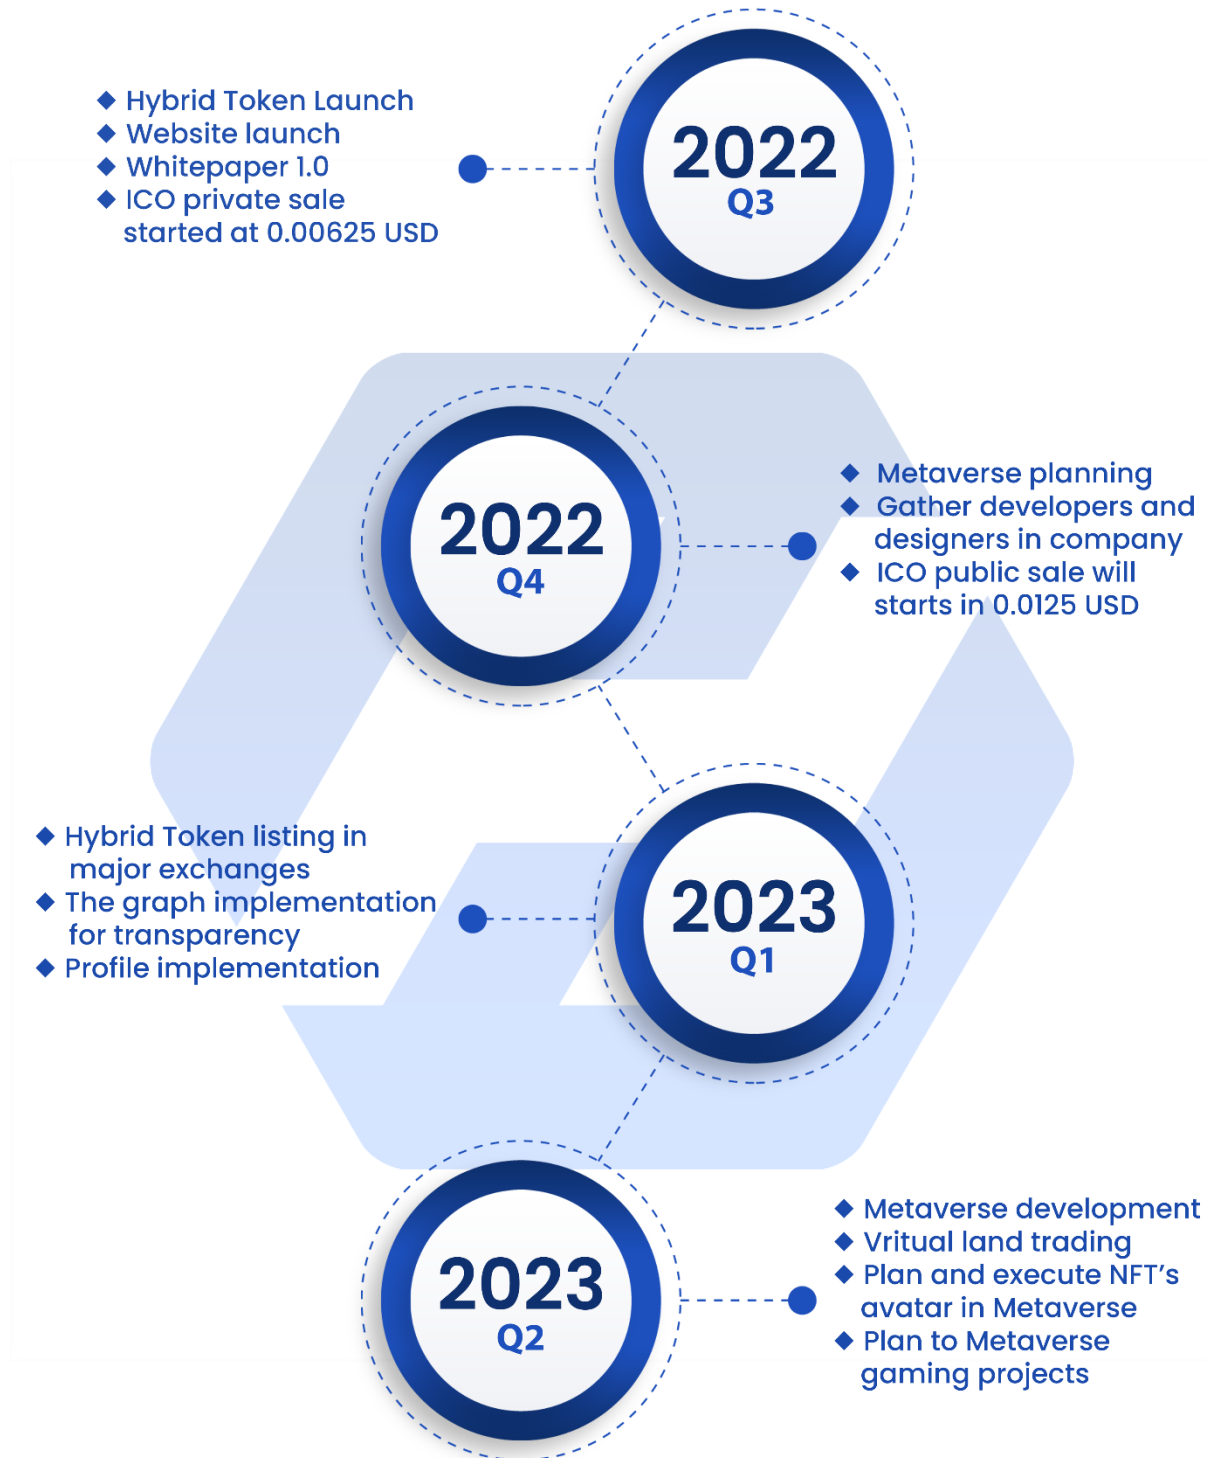 ◆ Hybrid Token Launch
◆ Website launch
◆ Whitepaper 1.0
◆ ICO private sale
started at 0.00625 USD
2022
Q3
2022
Q4
◆ Metaverse planning
◆ Gather developers and
designers in company
◆ ICO public sale will
starts in 0.0125 USD
◆ Hybrid Token listing in
major exchanges
◆ The graph implementation
for transparency
◆ Profile implementation
2023
Q1
2023
Q2
◆ Metaverse development
◆ Vritual land trading
◆ Plan and execute NFT's
avatar in Metaverse
◆ Plan to Metaverse
gaming projects